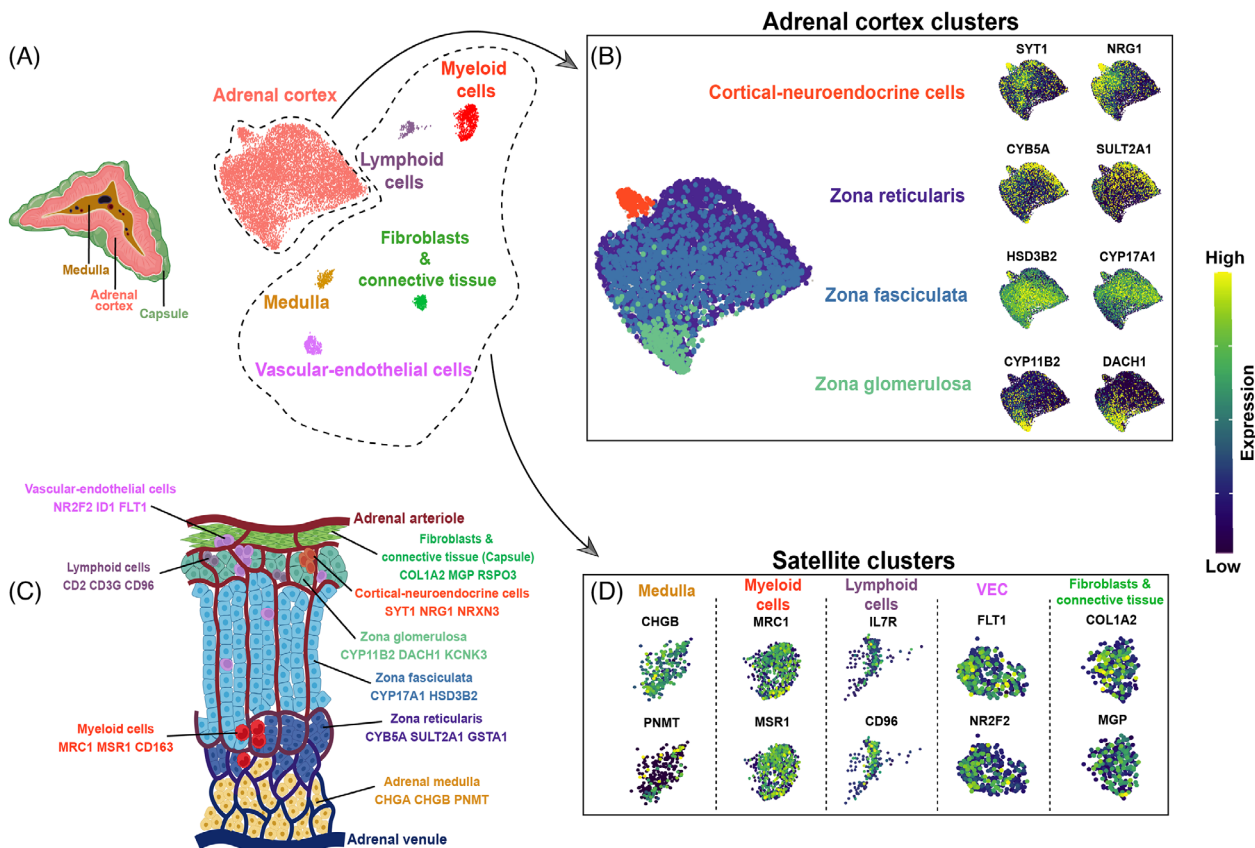 (A)
Adrenal cortex
Myeloid
cells
Lymphoid
cells
Fibroblasts
&
connective tissue
Medulla
Vascular-endothelial cells
Medulla
Adrenal
cortex
Capsule
Adrenal cortex clusters
(B)
Cortical-neuroendocrine cells
SYT1
NRG1
Zona reticularis
CYB5A
SULT2A1
Zona fasciculata
HSD3B2
CYP17A1
Zona glomerulosa
CYP11B2
DACH1
High
Expression
Low
(C)
Vascular-endothelial cells
NR2F2 ID1 FLT1
Lymphoid cells
CD2 CD3G CD96
Myeloid cells
MRC1 MSR1 CD163
Adrenal arteriole
Fibroblasts &
connective tissue (Capsule)
COL1A2 MGP RSPO3
Cortical-neuroendocrine cells
SYT1 NRG1 NRXN3
Zona glomerulosa
CYP11B2 DACH1 KCNK3
Zona fasciculata
CYP17A1 HSD3B2
Zona reticularis
CYB5A SULT2A1 GSTA1
Adrenal medulla
CHGA CHGB PNMT
Adrenal venule
Satellite clusters
(D)
Medulla
CHGB
PNMT
Myeloid
cells
MRC1
MSR1
Lymphoid
cells
IL7R
CD96
VEC
FLT1
NR2F2
Fibroblasts &
connective tissue
COL1A2
MGP